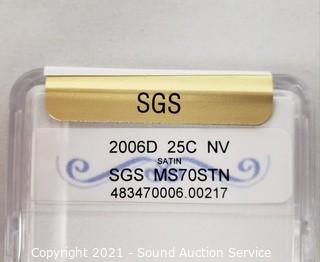 SGS
2006D 25C NV
SATIN
SGS MS70STN
483470006.00217
Copyright 2021 - Sound Auction Service